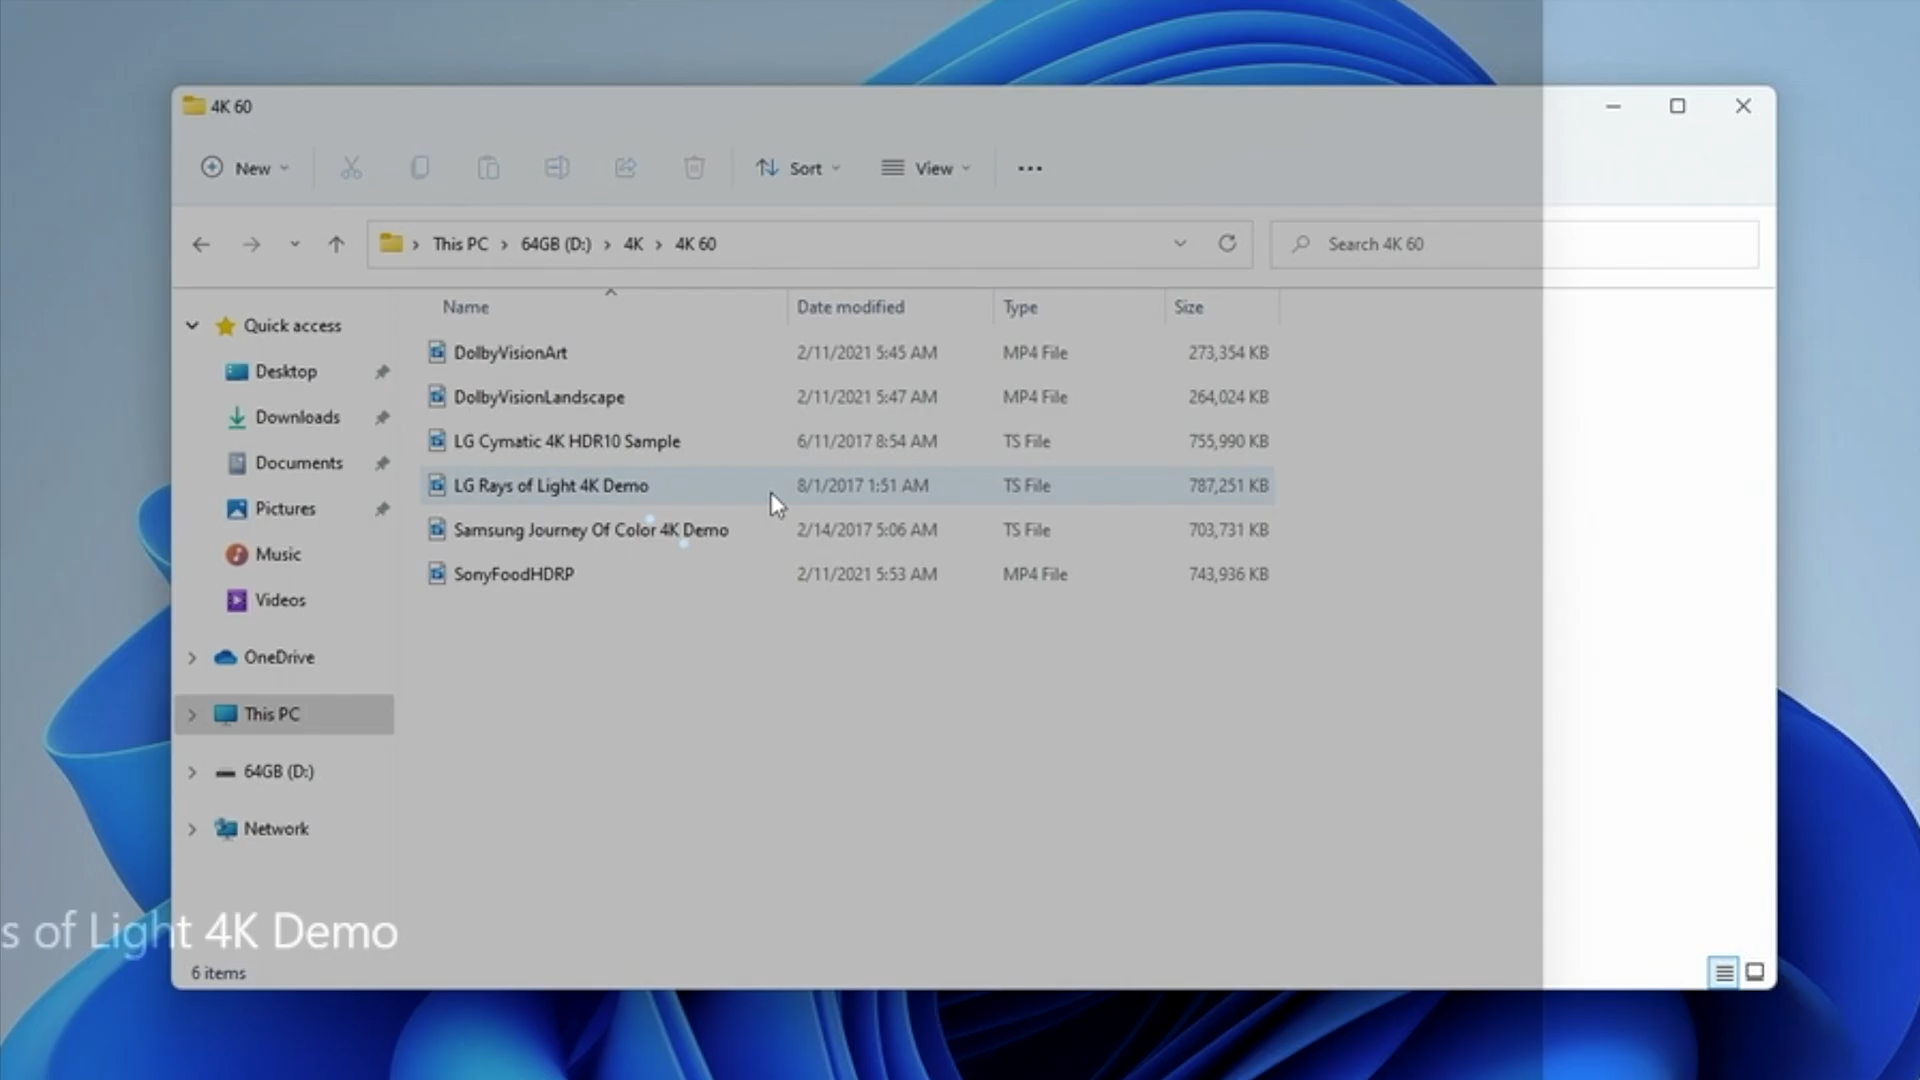 4K 60
New Sort View ...
This PC > 64GB (D:) > 4K > 4K 60 Search 4K 60
Name Date modified Type Size
Quick access
Desktop
Downloads
Documents
Pictures
Music
Videos
OneDrive
This PC
64GB (D:)
Network
DolbyVisionArt 2/11/2021 5:45 AM MP4 File 273,354 KB
DolbyVisionLandscape 2/11/2021 5:47 AM MP4 File 264,024 KB
LG Cymatic 4K HDR10 Sample 6/11/2017 8:54 AM TS File 755,990 KB
LG Rays of Light 4K Demo 8/1/2017 1:51 AM TS File 787,251 KB
Samsung Journey Of Color 4K Demo 2/14/2017 5:06 AM TS File 703,731 KB
SonyFoodHDRP 2/11/2021 5:53 AM MP4 File 743,936 KB
s of Light 4K Demo
6 items